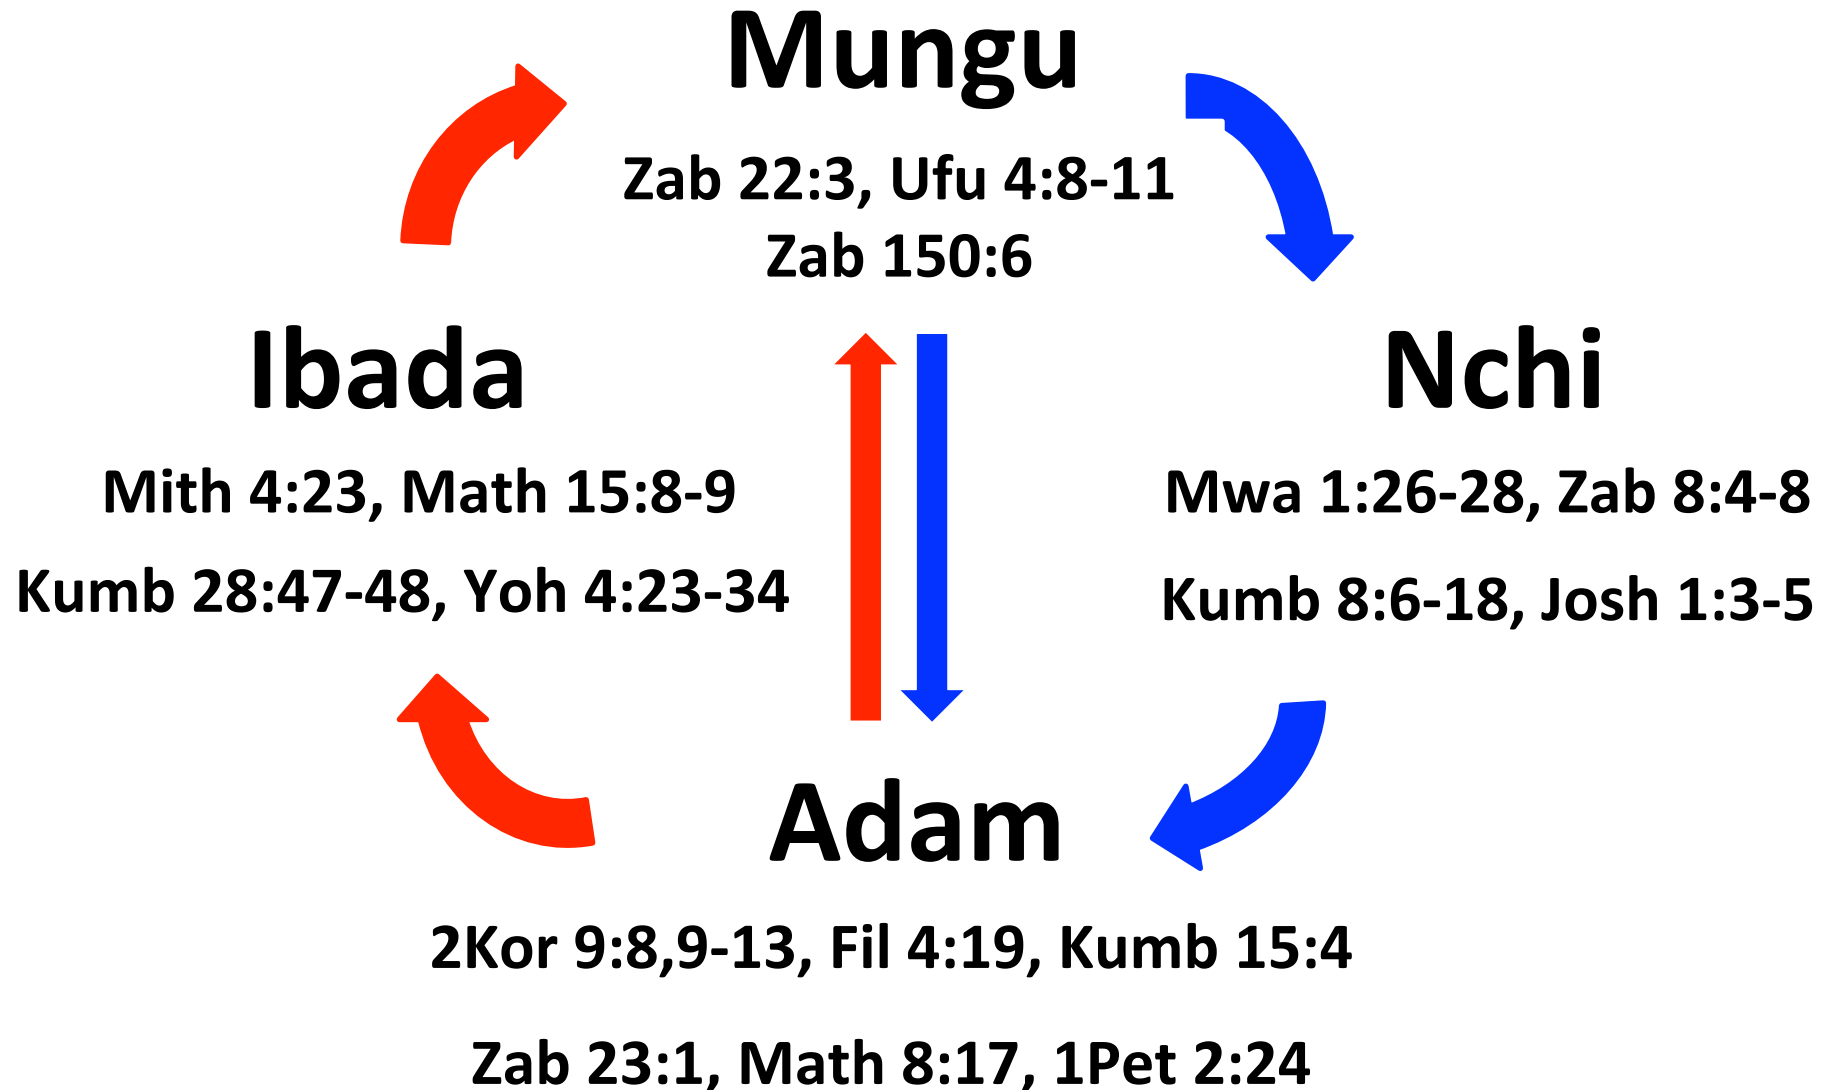 Mungu
Zab 22:3, Ufu 4:8-11
Zab 150:6
Ibada
Mith 4:23, Math 15:8-9
Kumb 28:47-48, Yoh 4:23-34
Nchi
Mwa 1:26-28, Zab 8:4-8
Kumb 8:6-18, Josh 1:3-5
Adam
2Kor 9:8,9-13, Fil 4:19, Kumb 15:4
Zab 23:1, Math 8:17, 1Pet 2:24